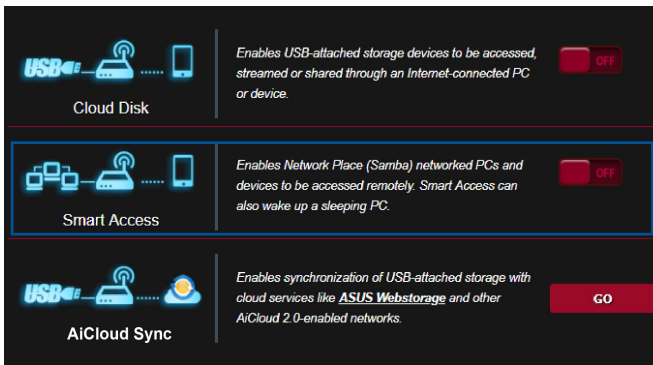 USB
Cloud Disk
Enables USB-attached storage devices to be accessed,
streamed or shared through an Internet-connected PC
or device.
OFF
Smart Access
Enables Network Place (Samba) networked PCs and
devices to be accessed remotely. Smart Access can
also wake up a sleeping PC.
OFF
USB
AiCloud Sync
Enables synchronization of USB-attached storage with
cloud services like ASUS Webstorage and other
AiCloud 2.0-enabled networks.
GO